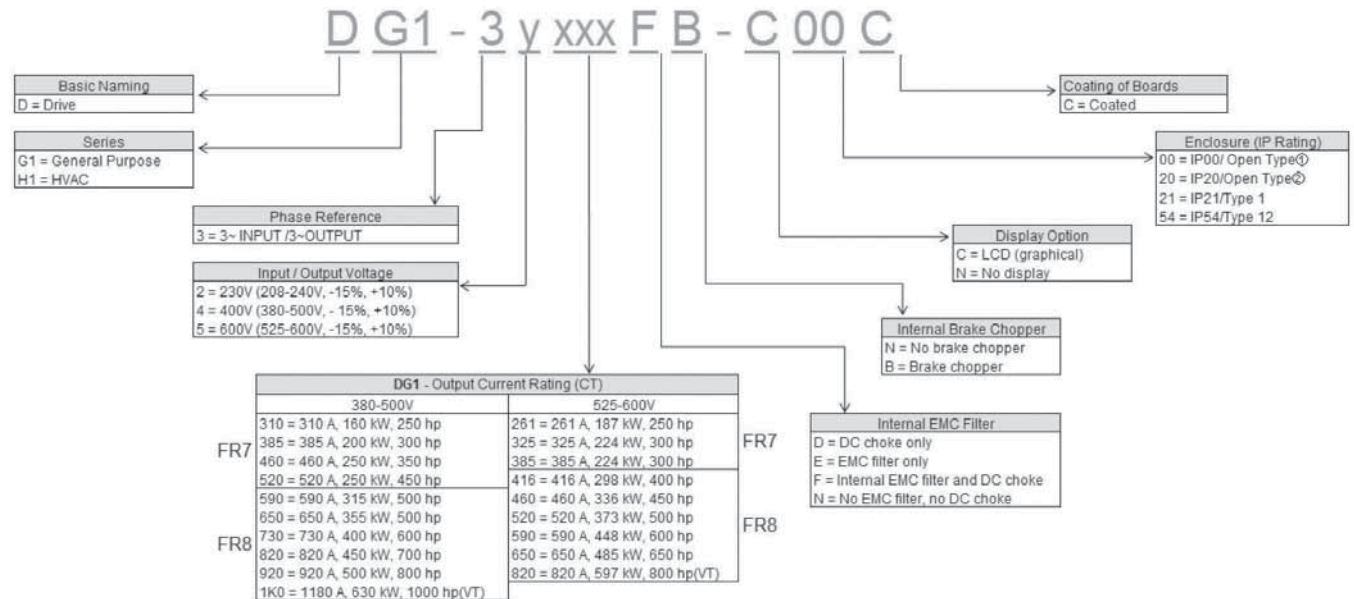 D G1 - 3 y xxx F B - C 00 C
Basic Naming
D = Drive
Series
G1 = General Purpose
H1 = HVAC
Phase Reference
3 = 3~ INPUT /3~OUTPUT
Input / Output Voltage
2 = 230V (208-240V, -15%, +10%)
4 = 400V (380-500V, - 15%, +10%)
5 = 600V (525-600V, -15%, +10%)
DG1 - Output Current Rating (CT)
380-500V
FR7
310 = 310 A, 160 kW, 250 hp
385 = 385 A, 200 kW, 300 hp
460 = 460 A, 250 kW, 350 hp
520 = 520 A, 250 kW, 450 hp
FR8
590 = 590 A, 315 kW, 500 hp
650 = 650 A, 355 kW, 500 hp
730 = 730 A, 400 kW, 600 hp
820 = 820 A, 450 kW, 700 hp
920 = 920 A, 500 kW, 800 hp
1K0 = 1180 A, 630 kW, 1000 hp(VT)
525-600V
261 = 261 A, 187 kW, 250 hp
325 = 325 A, 224 kW, 300 hp
385 = 385 A, 224 kW, 300 hp
FR7
416 = 416 A, 298 kW, 400 hp
460 = 460 A, 336 kW, 450 hp
520 = 520 A, 373 kW, 500 hp
590 = 590 A, 448 kW, 600 hp
650 = 650 A, 485 kW, 650 hp
820 = 820 A, 597 kW, 800 hp(VT)
FR8
Internal EMC Filter
D = DC choke only
E = EMC filter only
F = Internal EMC filter and DC choke
N = No EMC filter, no DC choke
Internal Brake Chopper
N = No brake chopper
B = Brake chopper
Display Option
C = LCD (graphical)
N = No display
Enclosure (IP Rating)
00 = IP00/ Open Type①
20 = IP20/Open Type②
21 = IP21/Type 1
54 = IP54/Type 12
Coating of Boards
C = Coated